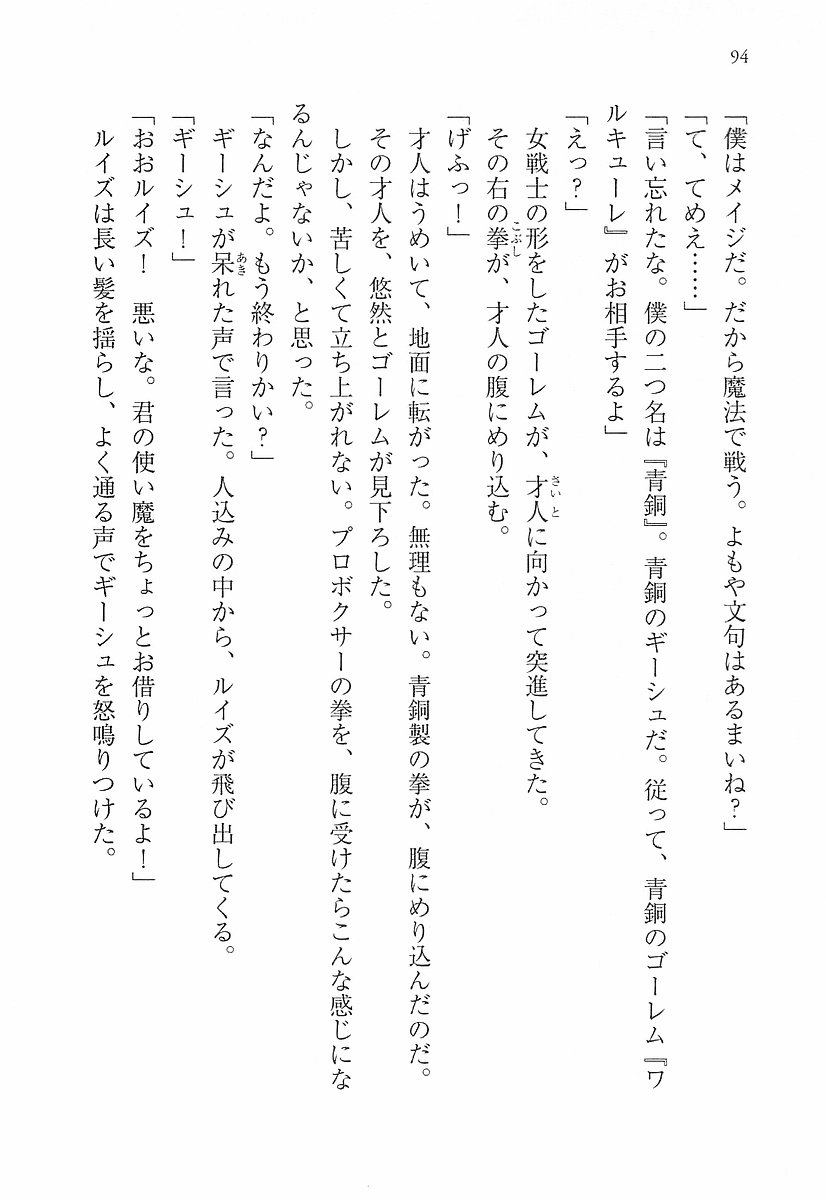 94
「僕はメイジだ。だから魔法で戦う。よもや文句はあるまいね？」
「て、てめえ……」
「言い忘れたな。僕の二つ名は『青銅』。青銅のギーシュだ。従って、青銅のゴーレム『ワ
ルキューレ』がお相手するよ」
「えっ？」
女戦士の形をしたゴーレムが、才人さいとに向かって突進してきた。
その右の拳こぶしが、才人の腹にめり込む。
「げふっ！」
才人はうめいて、地面に転がった。無理もない。青銅製の拳が、腹にめり込んだのだ。
その才人を、悠然とゴーレムが見下ろした。
しかし、苦しくて立ち上がれない。プロボクサーの拳を、腹に受けたらこんな感じにな
るんじゃないか、と思った。
「なんだよ。もう終わりかい？」
ギーシュが呆あきれた声で言った。人込みの中から、ルイズが飛び出してくる。
「ギーシュ！」
「おおルイズ！　悪いな。君の使い魔をちょっとお借りしているよ！」
ルイズは長い髪を揺らし、よく通る声でギーシュを怒鳴りつけた。